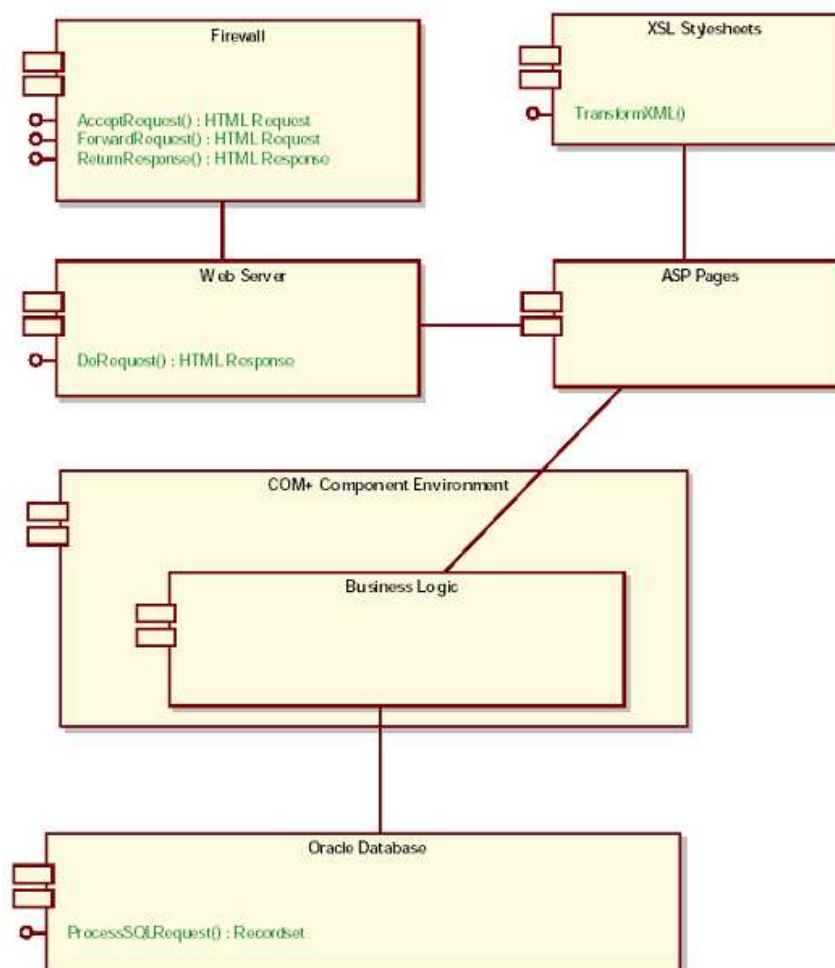 Firewall
AcceptRequest() : HTML Request
ForwardRequest() : HTML Request
ReturnResponse() : HTML Response
XSL Stylesheets
TransformXML()
Web Server
DoRequest() : HTML Response
ASP Pages
COM+ Component Environment
Business Logic
Oracle Database
ProcessSQLRequest() : Recordset